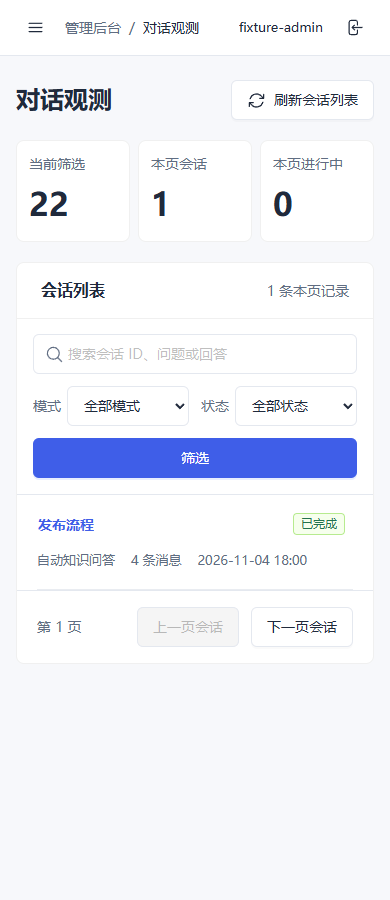 管理后台 / 对话观测 fixture-admin
对话观测 刷新会话列表
当前筛选 本页会话 本页进行中
22 1 0
会话列表 1 条本页记录
搜索会话 ID、问题或回答
模式 全部模式 状态 全部状态
筛选
发布流程 已完成
自动知识问答 4 条消息 2026-11-04 18:00
第 1 页 上一页会话 下一页会话